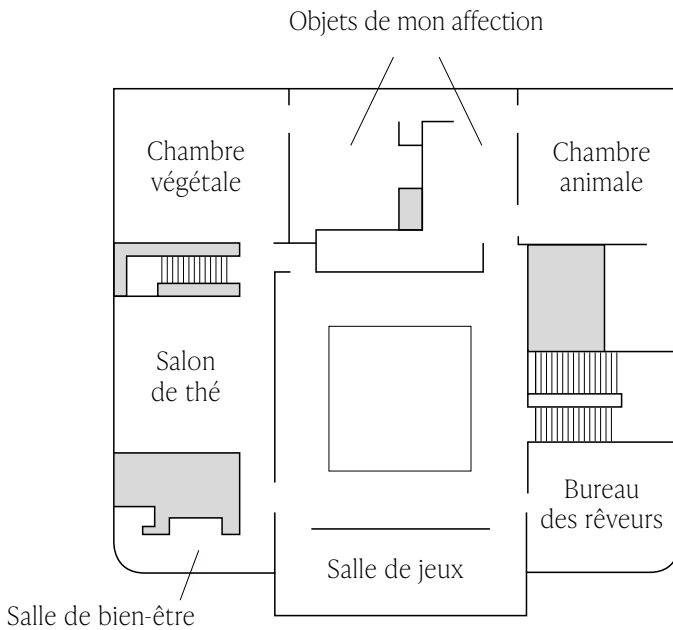 Objets de mon affection
Chambre
végétale
Chambre
animale
Salon
de thé
Bureau
des rêveurs
Salle de jeux
Salle de bien-être